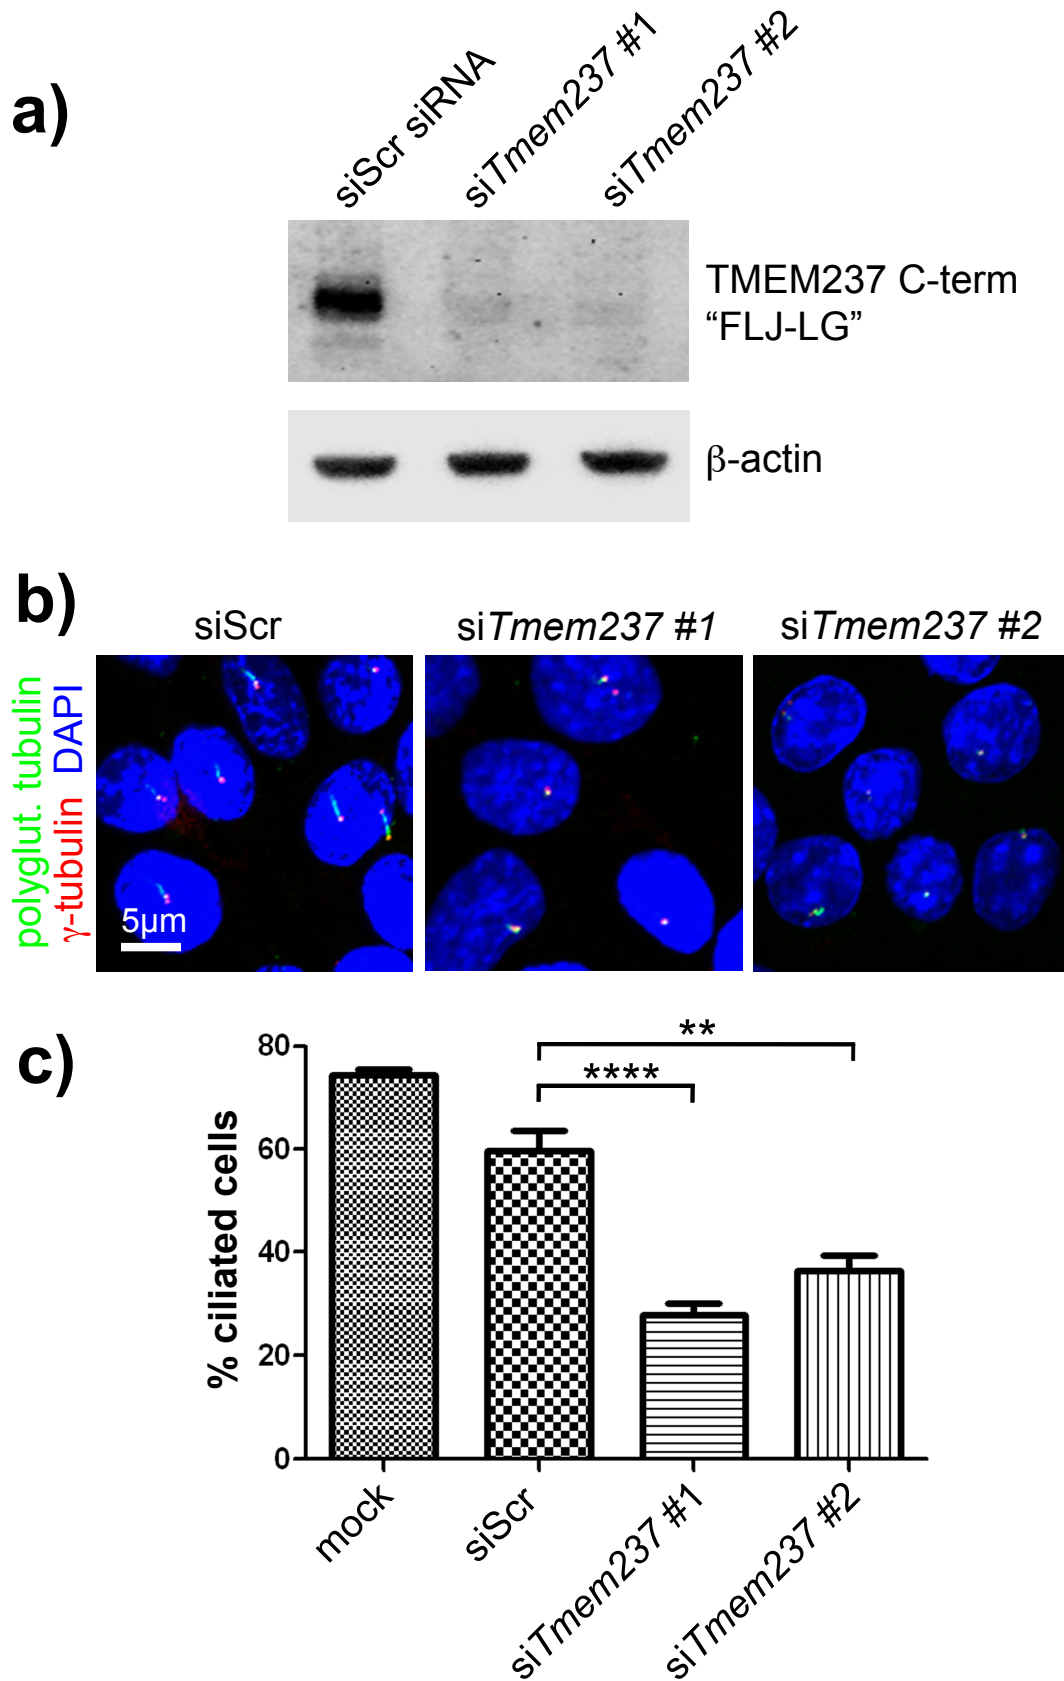 a)
siScr siRNA
siTmem237 #1
siTmem237 #2
TMEM237 C-term
“FLJ-LG”
β-actin
b)
siScr
siTmem237 #1
siTmem237 #2
polyglut. tubulin
γ-tubulin DAPI
5μm
c)
% ciliated cells
80
60
40
20
0
**
****
mock
siScr
siTmem237 #1
siTmem237 #2